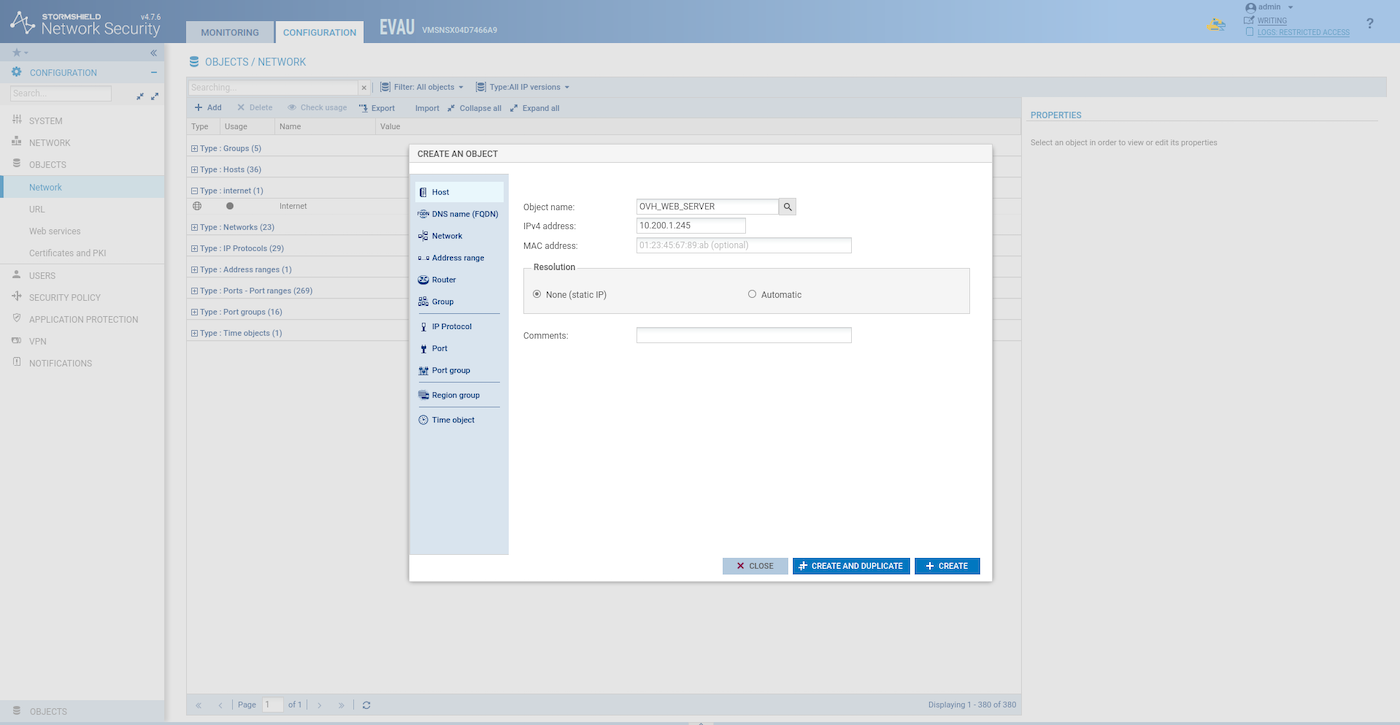 STORMSHIELD v4.7.6
Network Security
MONITORING
CONFIGURATION
EVAU VMSNSX04D7466A9
admin
WRITING
LOGS: RESTRICTED ACCESS
?
CONFIGURATION
Search...
SYSTEM
NETWORK
OBJECTS
Network
URL
Web services
Certificates and PKI
USERS
SECURITY POLICY
APPLICATION PROTECTION
VPN
NOTIFICATIONS
OBJECTS
OBJECTS / NETWORK
Searching... Filter: All objects Type:All IP versions
Add Delete Check usage Export Import Collapse all Expand all
Type Usage Name Value
Type : Groups (5)
Type : Hosts (36)
Type : internet (1)
Internet
Type : Networks (23)
Type : IP Protocols (29)
Type : Address ranges (1)
Type : Ports - Port ranges (269)
Type : Port groups (16)
Type : Time objects (1)
Page 1 of 1
Displaying 1 - 380 of 380
PROPERTIES
Select an object in order to view or edit its properties
CREATE AN OBJECT
Host
DNS name (FQDN)
Network
Address range
Router
Group
IP Protocol
Port
Port group
Region group
Time object
Object name: OVH_WEB_SERVER
IPv4 address: 10.200.1.245
MAC address: 01:23:45:67:89:ab (optional)
Resolution
None (static IP) Automatic
Comments:
CLOSE CREATE AND DUPLICATE CREATE